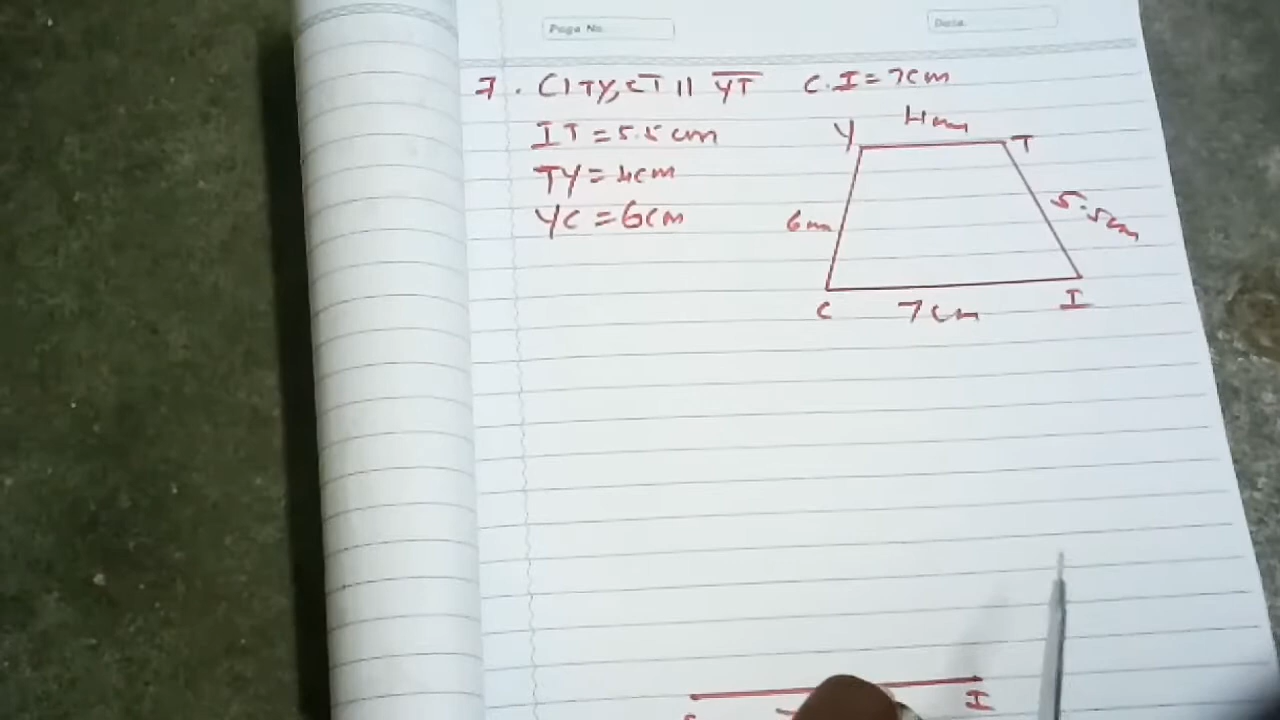 Page No.
Date
7. CITY, CI || YT C.I = 7cm
IT = 5.5 cm
TY = 4cm
YC = 6cm
Y 4cm T
6cm
5.5cm
C 7cm I
I